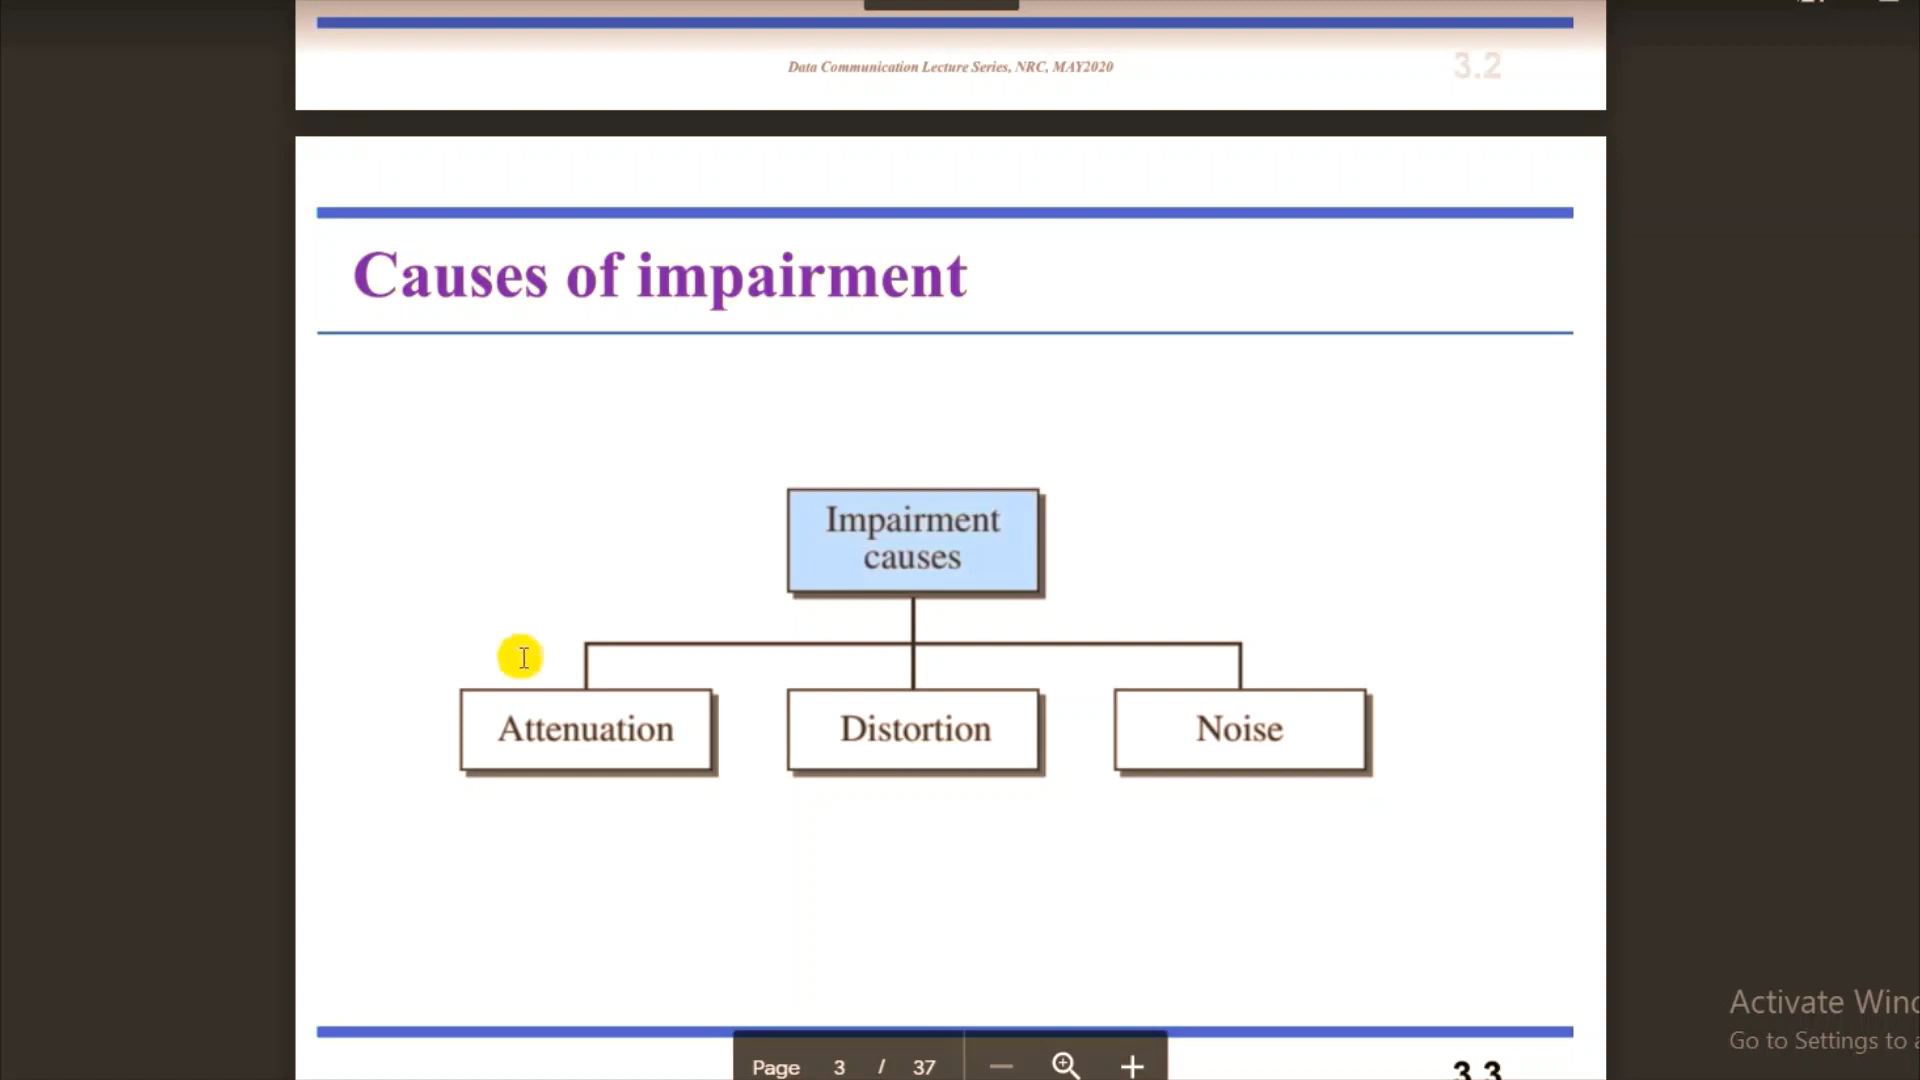 Data Communication Lecture Series, NRC, MAY2020
3.2
Causes of impairment
Impairment
causes
Attenuation
Distortion
Noise
Page 3 / 37
3.3
Activate Wind
Go to Settings to a